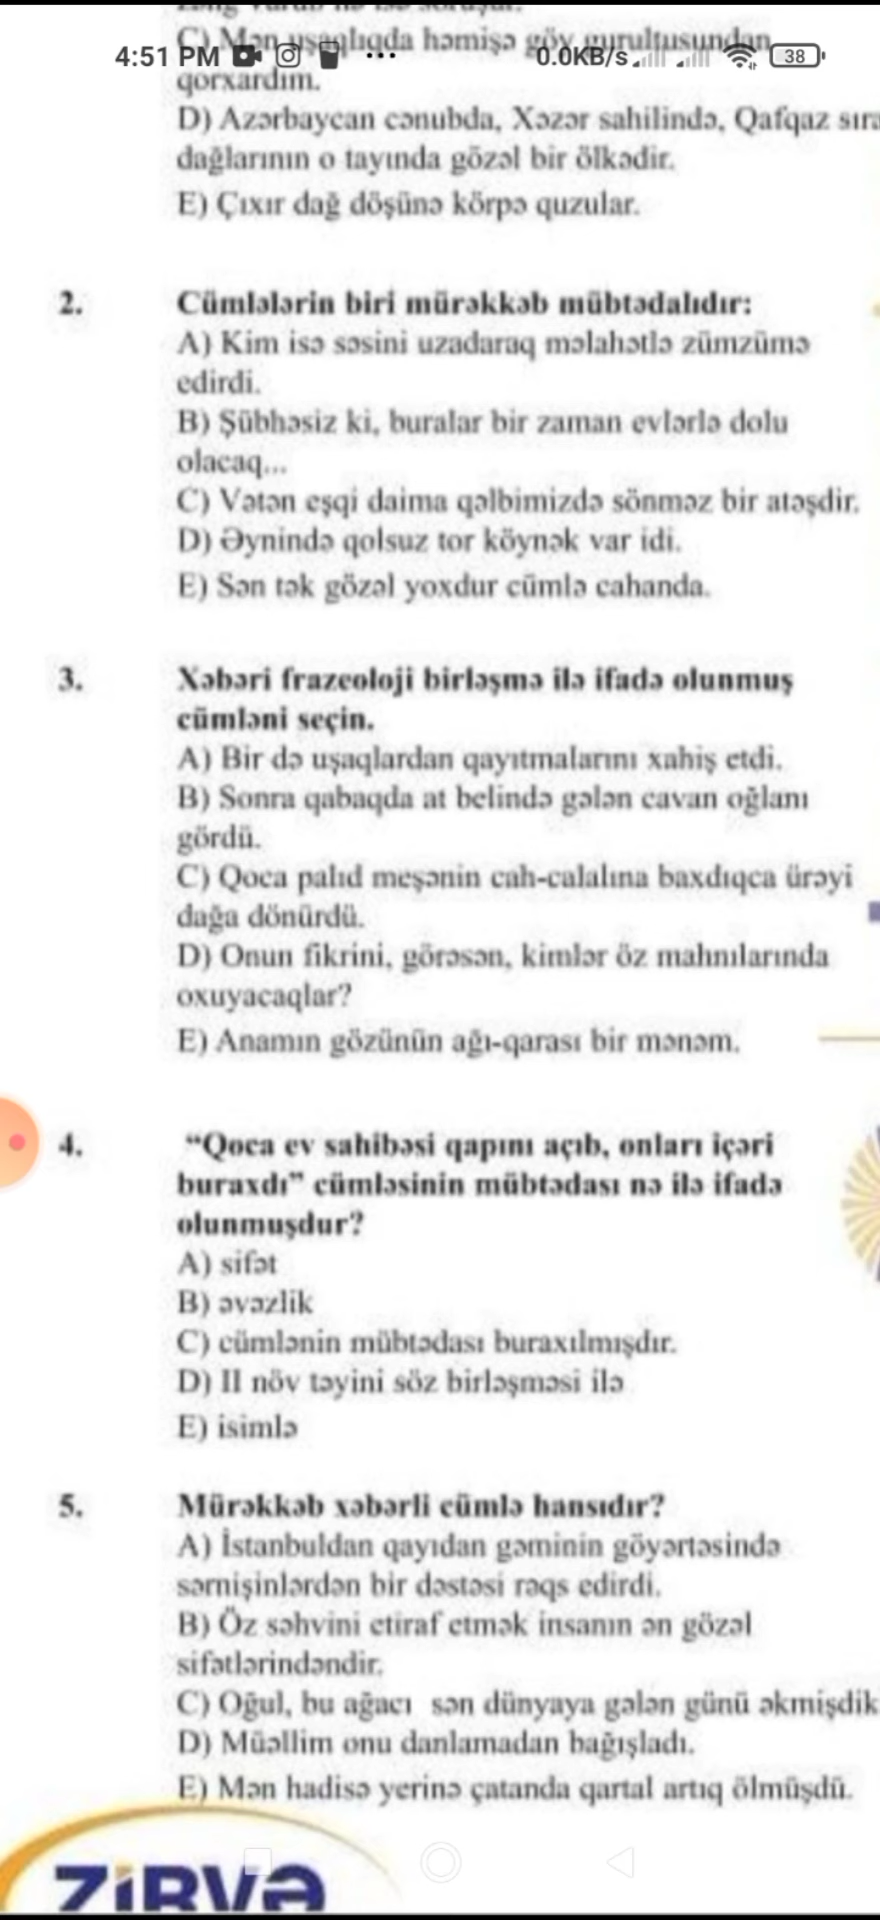 C) Mən uşaqlıqda həmişə göy gurultusundan
4:51 PM
0.0KB/s
38
qorxardım.
D) Azərbaycan cənubda, Xəzər sahilində, Qafqaz sıra
dağlarının o tayında gözəl bir ölkədir.
E) Çıxır dağ döşünə körpə quzular.
2. Cümlələrin biri mürəkkəb mübtədalıdır:
A) Kim isə səsini uzadaraq məlahətlə zümzümə
edirdi.
B) Şübhəsiz ki, buralar bir zaman evlərlə dolu
olacaq...
C) Vətən eşqi daima qəlbimizdə sönməz bir atəşdir.
D) Əynində qolsuz tor köynək var idi.
E) Sən tək gözəl yoxdur cümlə cahanda.
3. Xəbəri frazeoloji birləşmə ilə ifadə olunmuş
cümləni seçin.
A) Bir də uşaqlardan qayıtmalarını xahiş etdi.
B) Sonra qabaqda at belində gələn cavan oğlanı
gördü.
C) Qoca palıd meşənin cah-calalına baxdıqca ürəyi
dağa dönürdü.
D) Onun fikrini, görəsən, kimlər öz mahnılarında
oxuyacaqlar?
E) Anamın gözünün ağı-qarası bir mənəm.
4. “Qoca ev sahibəsi qapını açıb, onları içəri
buraxdı” cümləsinin mübtədası nə ilə ifadə
olunmuşdur?
A) sifət
B) əvəzlik
C) cümlənin mübtədası buraxılmışdır.
D) II növ təyini söz birləşməsi ilə
E) isimlə
5. Mürəkkəb xəbərli cümlə hansıdır?
A) İstanbuldan qayıdan gəminin göyərtəsində
sərnişinlərdən bir dəstəsi rəqs edirdi.
B) Öz səhvini etiraf etmək insanın ən gözəl
sifətlərindəndir.
C) Oğul, bu ağacı sən dünyaya gələn günü əkmişdik
D) Müəllim onu danlamadan bağışladı.
E) Mən hadisə yerinə çatanda qartal artıq ölmüşdü.
ZiRVƏ